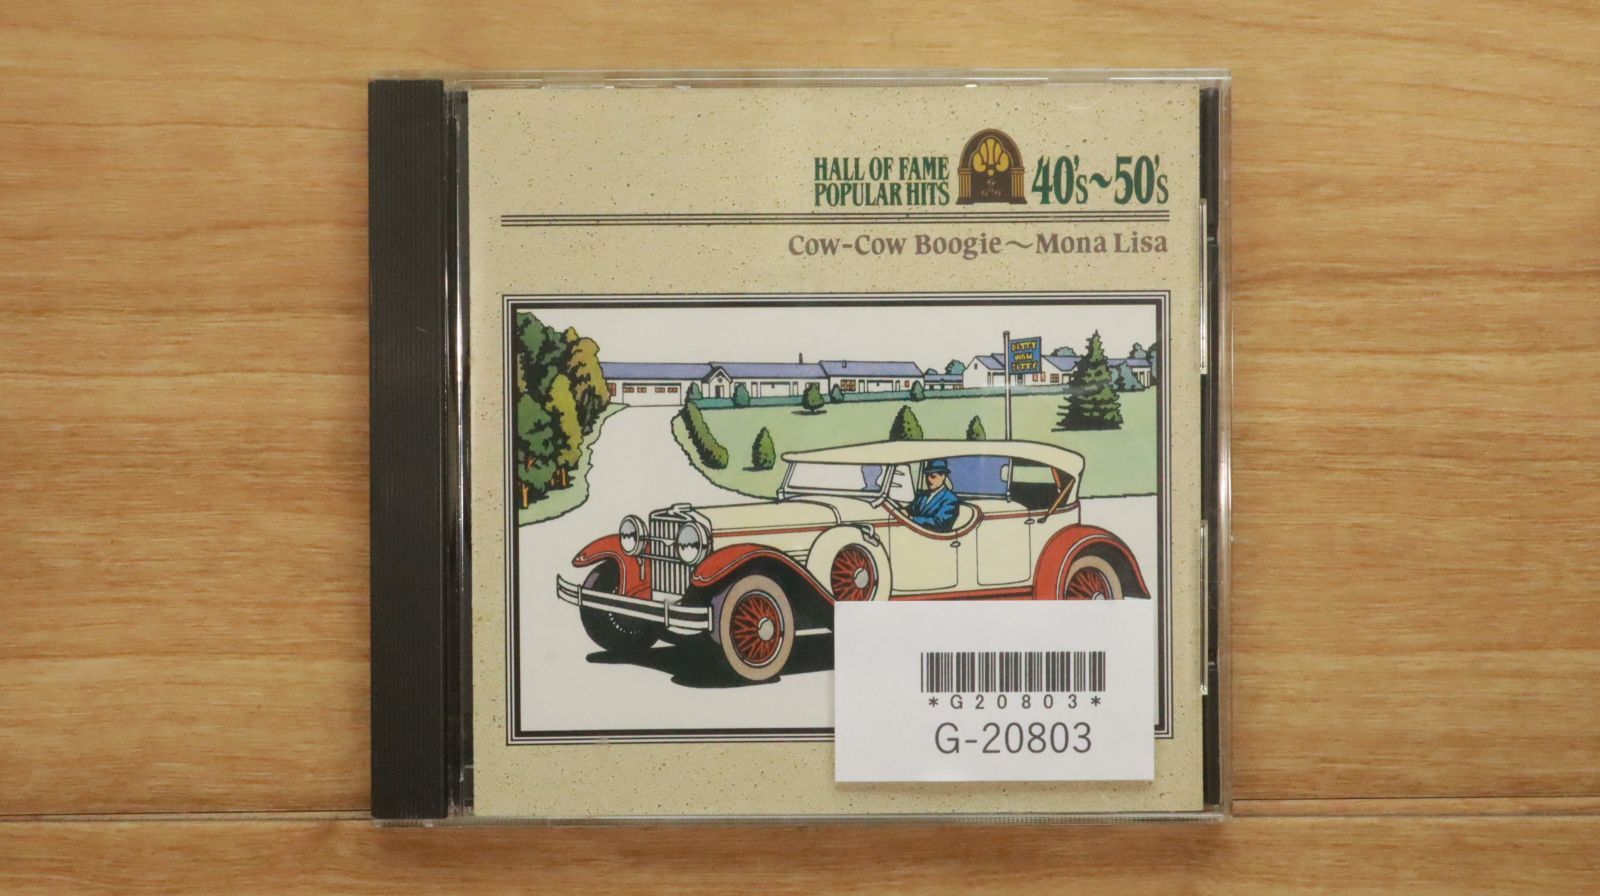 HALL OF FAME
POPULAR HITS
40's~50's
Cow-Cow Boogie~Mona Lisa
*G20803*
G-20803